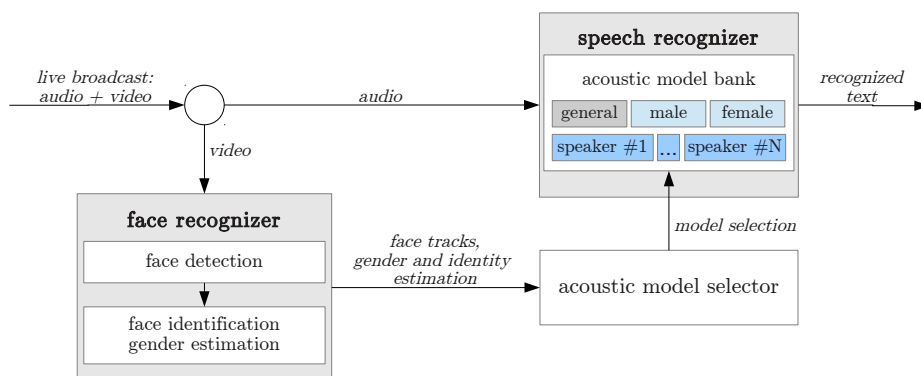 live broadcast:
audio + video
audio
video
speech recognizer
acoustic model bank
general male female
speaker #1 ... speaker #N
recognized
text
face recognizer
face detection
face identification
gender estimation
face tracks,
gender and identity
estimation
model selection
acoustic model selector